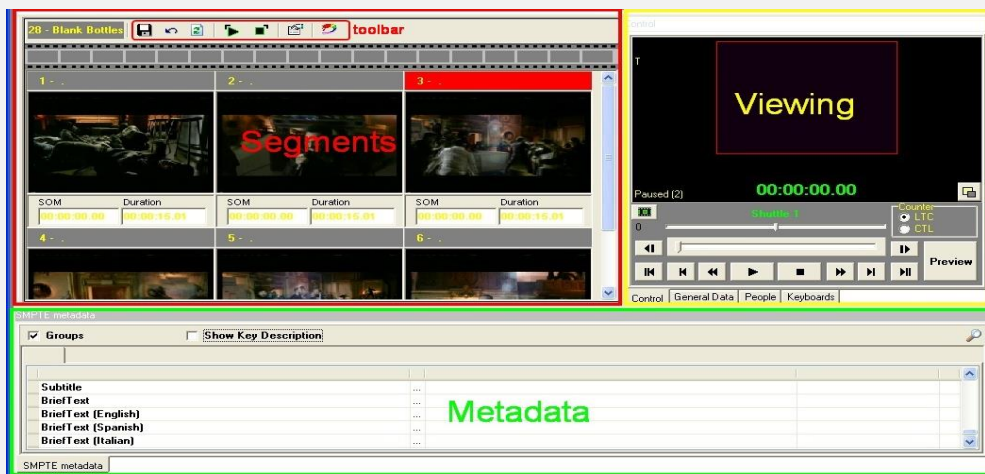 28 - Blank Bottles
toolbar
1 - .
2 - .
3 - .
Segments
SOM Duration
00:00:00.00 00:00:15.01
SOM Duration
00:00:00.00 00:00:15.01
SOM Duration
00:00:00.00 00:00:15.01
4 - .
5 - .
6 - .
ontrol
T
Viewing
Paused (2)
00:00:00.00
0
Shuttle 1
Counter
LTC
CTL
Preview
Control General Data People Keyboards
SMPTE metadata
Groups Show Key Description
Subtitle ...
BriefText ...
BriefText (English) ...
BriefText (Spanish) ...
BriefText (Italian) ...
Metadata
SMPTE metadata